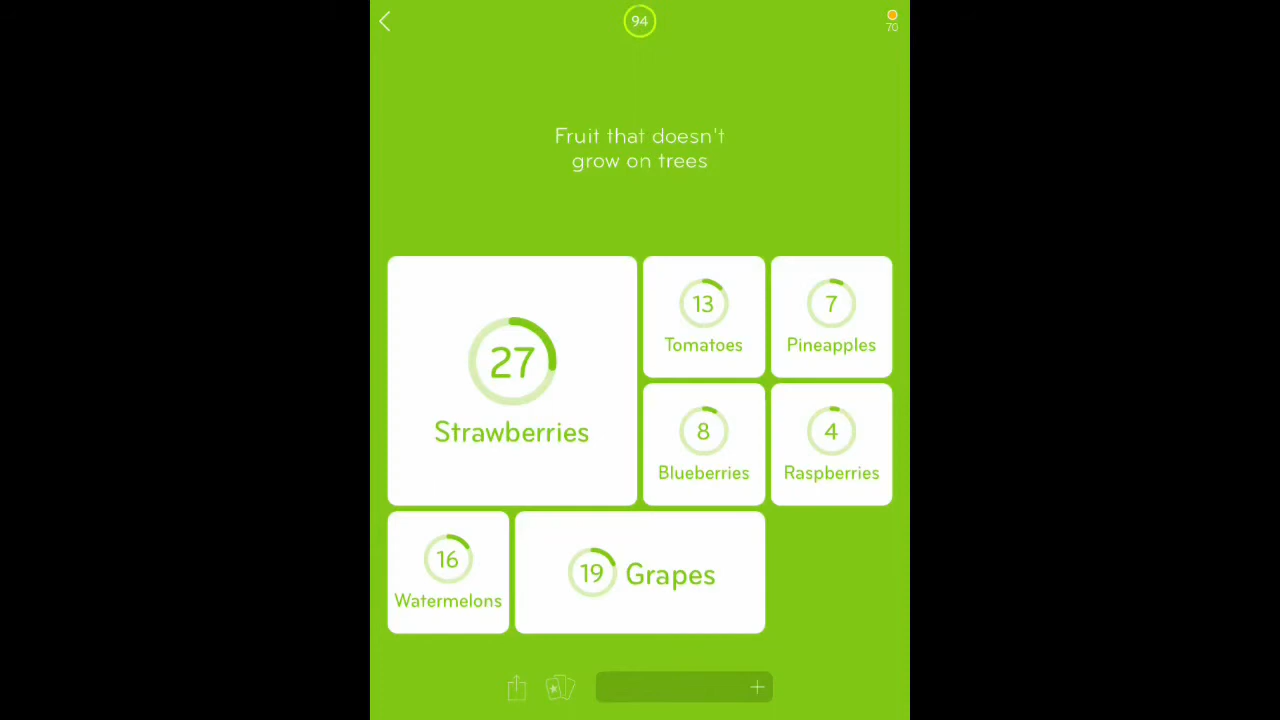 94
70
Fruit that doesn't
grow on trees
27
Strawberries
13
Tomatoes
7
Pineapples
8
Blueberries
4
Raspberries
16
Watermelons
19 Grapes
+